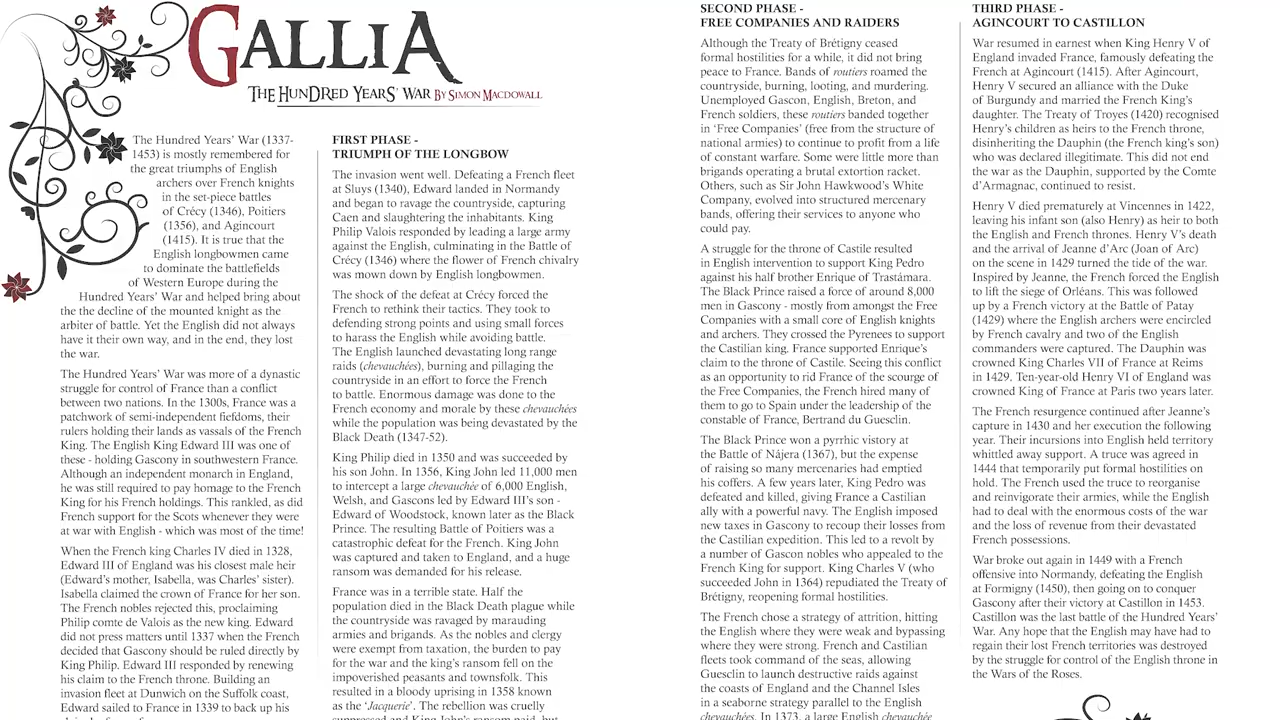 GALLIA
THE HUNDRED YEARS' WAR BY SIMON MACDOWALL
The Hundred Years' War (1337-
1453) is mostly remembered for
the great triumphs of English
archers over French knights
in the set-piece battles
of Crécy (1346), Poitiers
(1356), and Agincourt
(1415). It is true that the
English longbowmen came
to dominate the battlefields
of Western Europe during the
Hundred Years' War and helped bring about
the the decline of the mounted knight as the
arbiter of battle. Yet the English did not always
have it their own way, and in the end, they lost
the war.
The Hundred Years' War was more of a dynastic
struggle for control of France than a conflict
between two nations. In the 1300s, France was a
patchwork of semi-independent fiefdoms, their
rulers holding their lands as vassals of the French
King. The English King Edward III was one of
these - holding Gascony in southwestern France.
Although an independent monarch in England,
he was still required to pay homage to the French
King for his French holdings. This rankled, as did
French support for the Scots whenever they were
at war with English - which was most of the time!
When the French king Charles IV died in 1328,
Edward III of England was his closest male heir
(Edward's mother, Isabella, was Charles' sister).
Isabella claimed the crown of France for her son.
The French nobles rejected this, proclaiming
Philip comte de Valois as the new king. Edward
did not press matters until 1337 when the French
decided that Gascony should be ruled directly by
King Philip. Edward III responded by renewing
his claim to the French throne. Building an
invasion fleet at Dunwich on the Suffolk coast,
Edward sailed to France in 1339 to back up his
FIRST PHASE -
TRIUMPH OF THE LONGBOW
The invasion went well. Defeating a French fleet
at Sluys (1340), Edward landed in Normandy
and began to ravage the countryside, capturing
Caen and slaughtering the inhabitants. King
Philip Valois responded by leading a large army
against the English, culminating in the Battle of
Crécy (1346) where the flower of French chivalry
was mown down by English longbowmen.
The shock of the defeat at Crécy forced the
French to rethink their tactics. They took to
defending strong points and using small forces
to harass the English while avoiding battle.
The English launched devastating long range
raids (chevauchées), burning and pillaging the
countryside in an effort to force the French
to battle. Enormous damage was done to the
French economy and morale by these chevauchées
while the population was being devastated by the
Black Death (1347-52).
King Philip died in 1350 and was succeeded by
his son John. In 1356, King John led 11,000 men
to intercept a large chevauchée of 6,000 English,
Welsh, and Gascons led by Edward III's son -
Edward of Woodstock, known later as the Black
Prince. The resulting Battle of Poitiers was a
catastrophic defeat for the French. King John
was captured and taken to England, and a huge
ransom was demanded for his release.
France was in a terrible state. Half the
population died in the Black Death plague while
the countryside was ravaged by marauding
armies and brigands. As the nobles and clergy
were exempt from taxation, the burden to pay
for the war and the king's ransom fell on the
impoverished peasants and townsfolk. This
resulted in a bloody uprising in 1358 known
as the 'Jacquerie'. The rebellion was cruelly
suppressed and King John's ransom paid, but
SECOND PHASE -
FREE COMPANIES AND RAIDERS
Although the Treaty of Brétigny ceased
formal hostilities for a while, it did not bring
peace to France. Bands of routiers roamed the
countryside, burning, looting, and murdering.
Unemployed Gascon, English, Breton, and
French soldiers, these routiers banded together
in 'Free Companies' (free from the structure of
national armies) to continue to profit from a life
of constant warfare. Some were little more than
brigands operating a brutal extortion racket.
Others, such as Sir John Hawkwood's White
Company, evolved into structured mercenary
bands, offering their services to anyone who
could pay.
A struggle for the throne of Castile resulted
in English intervention to support King Pedro
against his half brother Enrique of Trastámara.
The Black Prince raised a force of around 8,000
men in Gascony - mostly from amongst the Free
Companies with a small core of English knights
and archers. They crossed the Pyrenees to support
the Castilian king. France supported Enrique's
claim to the throne of Castile. Seeing this conflict
as an opportunity to rid France of the scourge of
the Free Companies, the French hired many of
them to go to Spain under the leadership of the
constable of France, Bertrand du Guesclin.
The Black Prince won a pyrrhic victory at
the Battle of Nájera (1367), but the expense
of raising so many mercenaries had emptied
his coffers. A few years later, King Pedro was
defeated and killed, giving France a Castilian
ally with a powerful navy. The English imposed
new taxes in Gascony to recoup their losses from
the Castilian expedition. This led to a revolt by
a number of Gascon nobles who appealed to the
French King for support. King Charles V (who
succeeded John in 1364) repudiated the Treaty of
Brétigny, reopening formal hostilities.
The French chose a strategy of attrition, hitting
the English where they were weak and bypassing
where they were strong. French and Castilian
fleets took command of the seas, allowing
Guesclin to launch destructive raids against
the coasts of England and the Channel Isles
in a seaborne strategy parallel to the English
chevauchées. In 1373, a large English chevauchée
THIRD PHASE -
AGINCOURT TO CASTILLON
War resumed in earnest when King Henry V of
England invaded France, famously defeating the
French at Agincourt (1415). After Agincourt,
Henry V secured an alliance with the Duke
of Burgundy and married the French King's
daughter. The Treaty of Troyes (1420) recognised
Henry's children as heirs to the French throne,
disinheriting the Dauphin (the French king's son)
who was declared illegitimate. This did not end
the war as the Dauphin, supported by the Comte
d'Armagnac, continued to resist.
Henry V died prematurely at Vincennes in 1422,
leaving his infant son (also Henry) as heir to both
the English and French thrones. Henry V's death
and the arrival of Jeanne d'Arc (Joan of Arc)
on the scene in 1429 turned the tide of the war.
Inspired by Jeanne, the French forced the English
to lift the siege of Orléans. This was followed
up by a French victory at the Battle of Patay
(1429) where the English archers were encircled
by French cavalry and two of the English
commanders were captured. The Dauphin was
crowned King Charles VII of France at Reims
in 1429. Ten-year-old Henry VI of England was
crowned King of France at Paris two years later.
The French resurgence continued after Jeanne's
capture in 1430 and her execution the following
year. Their incursions into English held territory
whittled away support. A truce was agreed in
1444 that temporarily put formal hostilities on
hold. The French used the truce to reorganise
and reinvigorate their armies, while the English
had to deal with the enormous costs of the war
and the loss of revenue from their devastated
French possessions.
War broke out again in 1449 with a French
offensive into Normandy, defeating the English
at Formigny (1450), then going on to conquer
Gascony after their victory at Castillon in 1453.
Castillon was the last battle of the Hundred Years'
War. Any hope that the English may have had to
regain their lost French territories was destroyed
by the struggle for control of the English throne in
the Wars of the Roses.